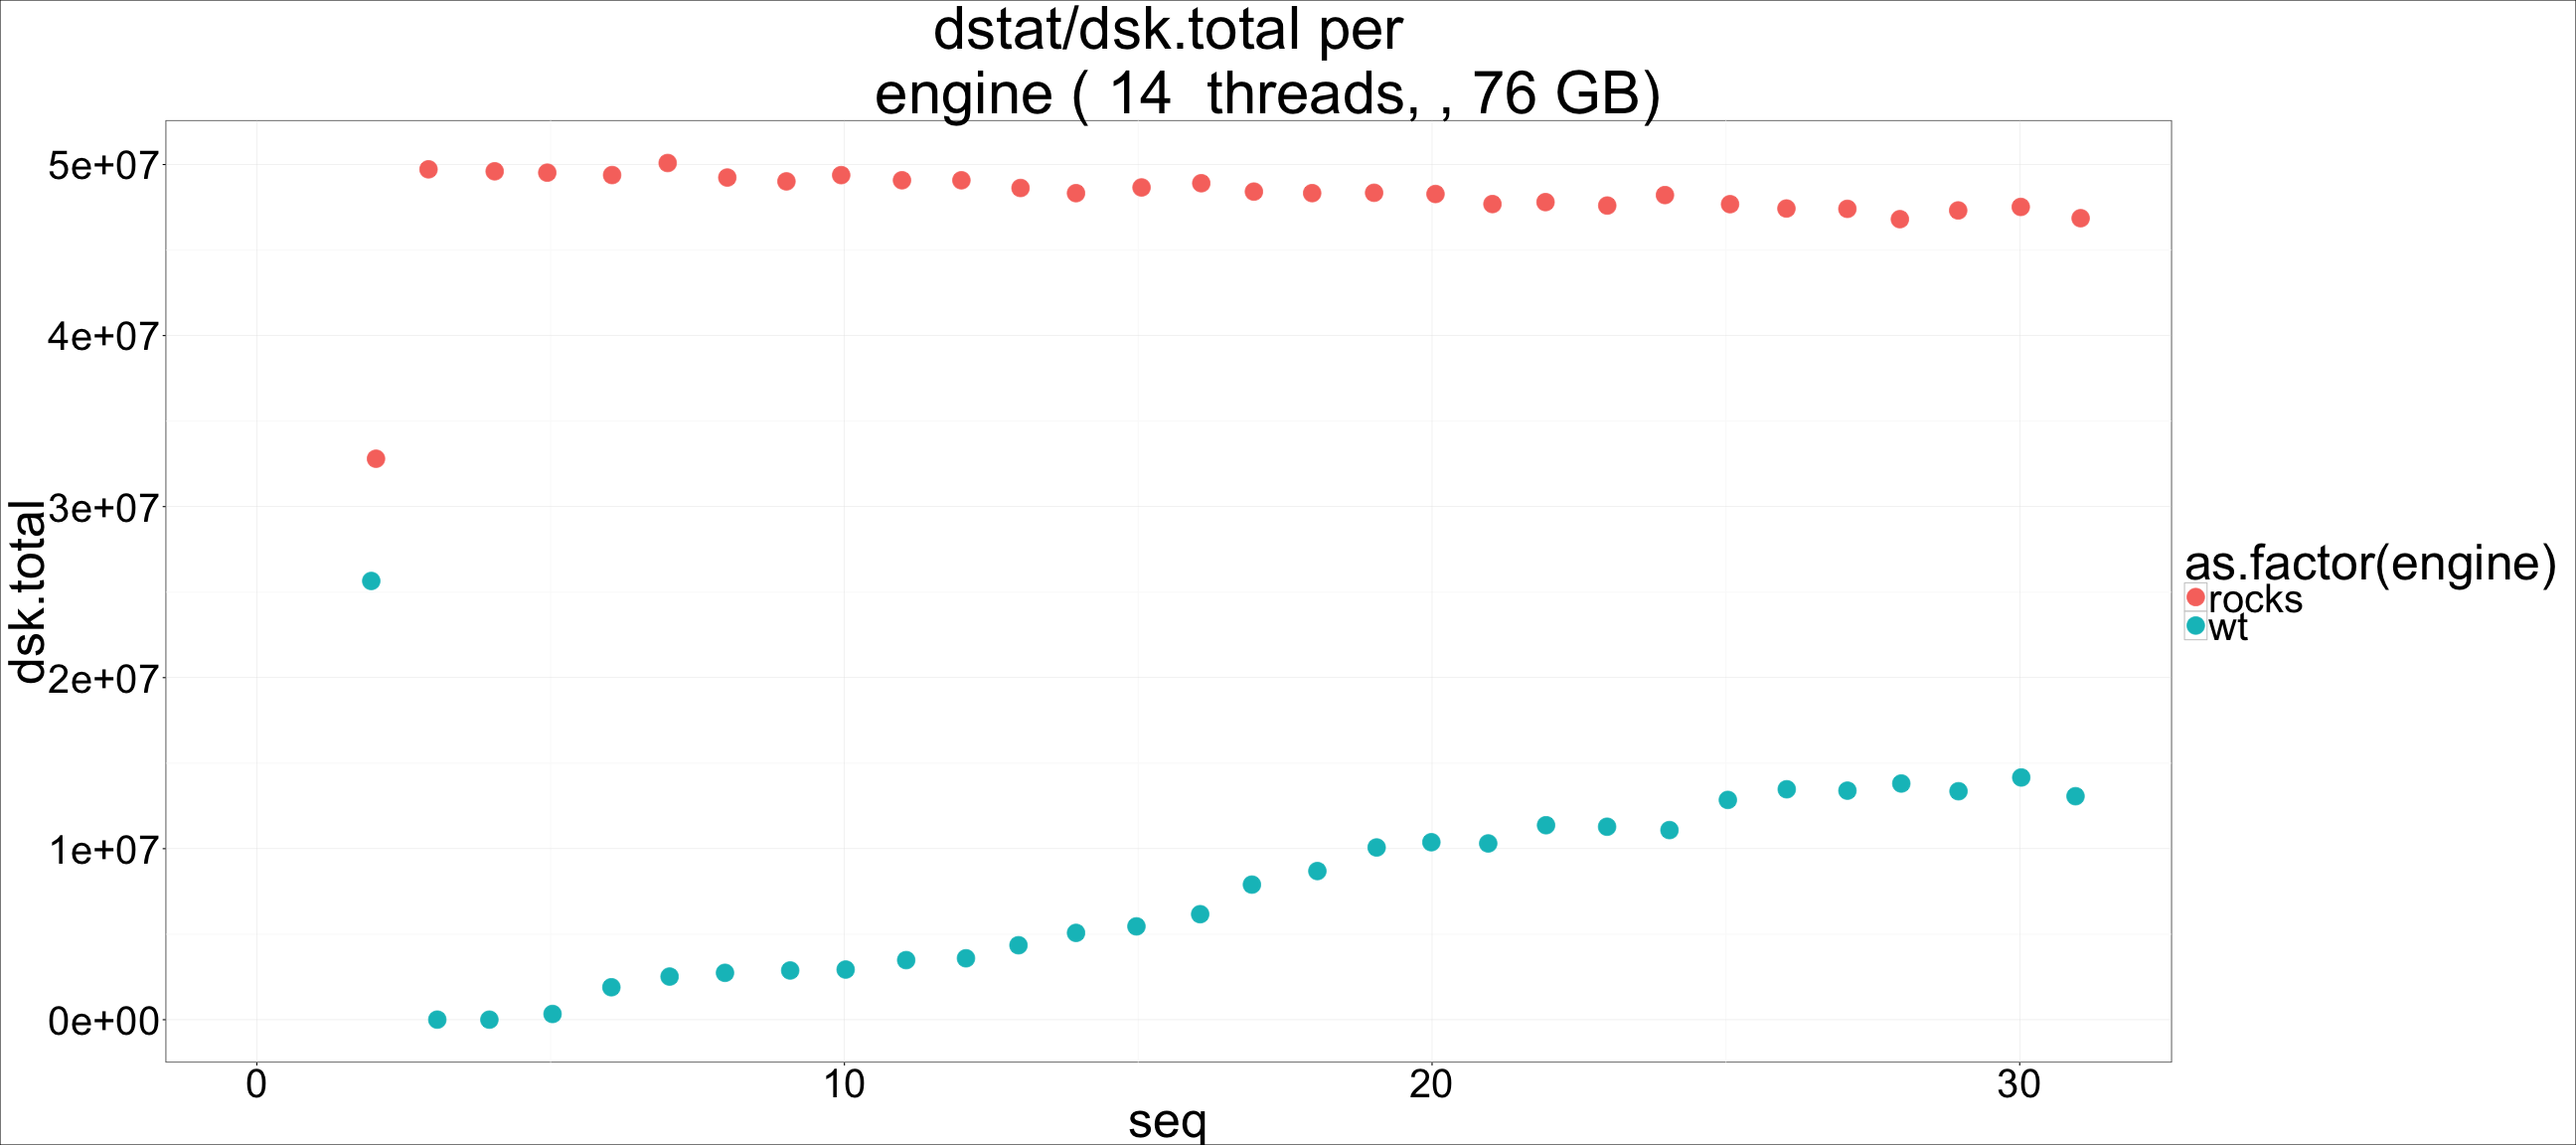 dstat/dsk.total per
engine ( 14  threads, , 76 GB)
dsk.total
5e+07
4e+07
3e+07
2e+07
1e+07
0e+00
0
10
20
30
seq
as.factor(engine)
rocks
wt